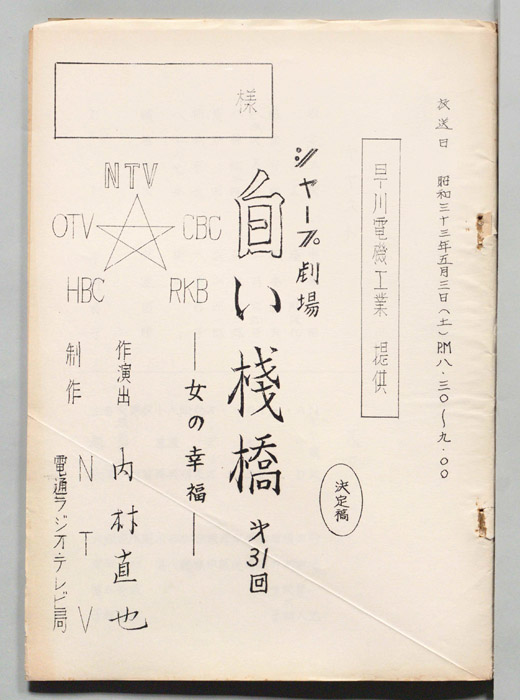 放送日 昭和三十三年五月三日(土)P.M八・三〇〜九・〇〇
早川電機工業 提供
決定稿
シャープ劇場
白い桟橋 才31回
―女の幸福―
様
NTV
CBC
RKB
HBC
OTV
作演出 内村直也
制作 NTV
電通ラジオ・テレビ局